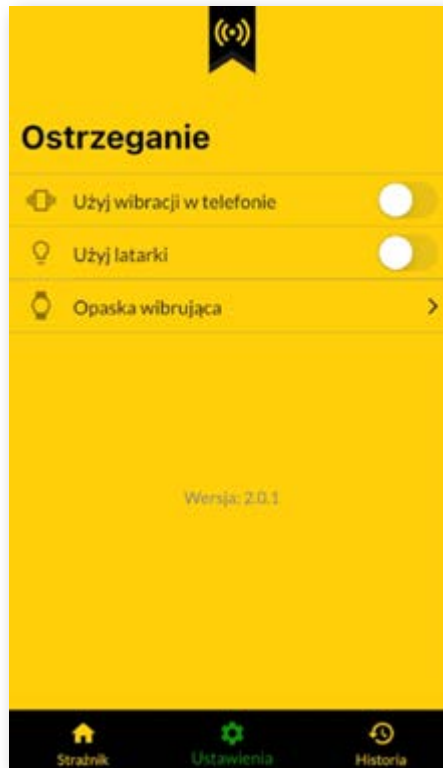 Ostrzeganie
Użyj wibracji w telefonie
Użyj latarki
Opaska wibrująca
Wersja: 2.0.1
Strażnik
Ustawienia
Historia